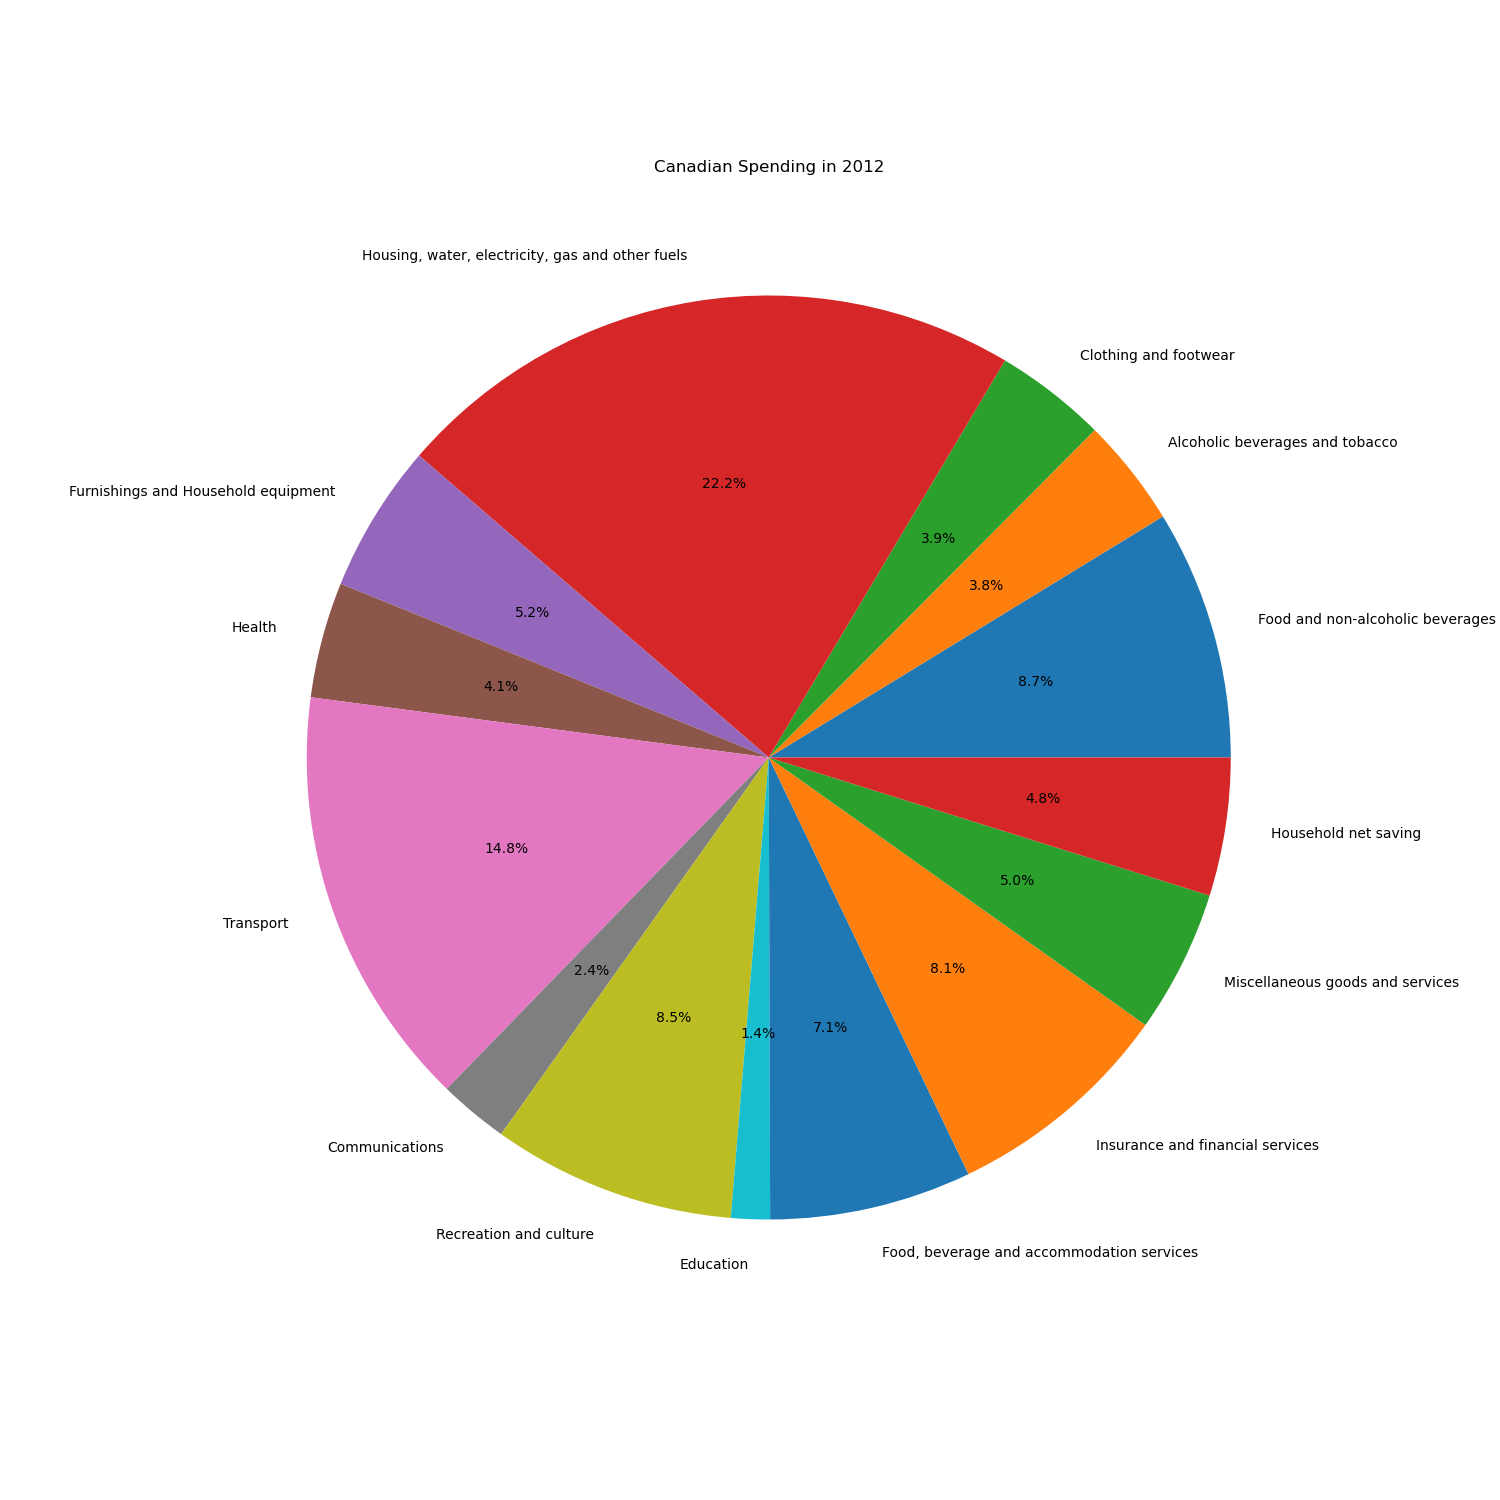 Canadian Spending in 2012
Housing, water, electricity, gas and other fuels
Clothing and footwear
Alcoholic beverages and tobacco
Furnishings and Household equipment
22.2%
3.9%
3.8%
5.2%
Food and non-alcoholic beverages
Health
8.7%
4.1%
4.8%
Household net saving
14.8%
5.0%
Transport
8.1%
2.4%
Miscellaneous goods and services
8.5%
7.1%
1.4%
Insurance and financial services
Communications
Recreation and culture
Food, beverage and accommodation services
Education